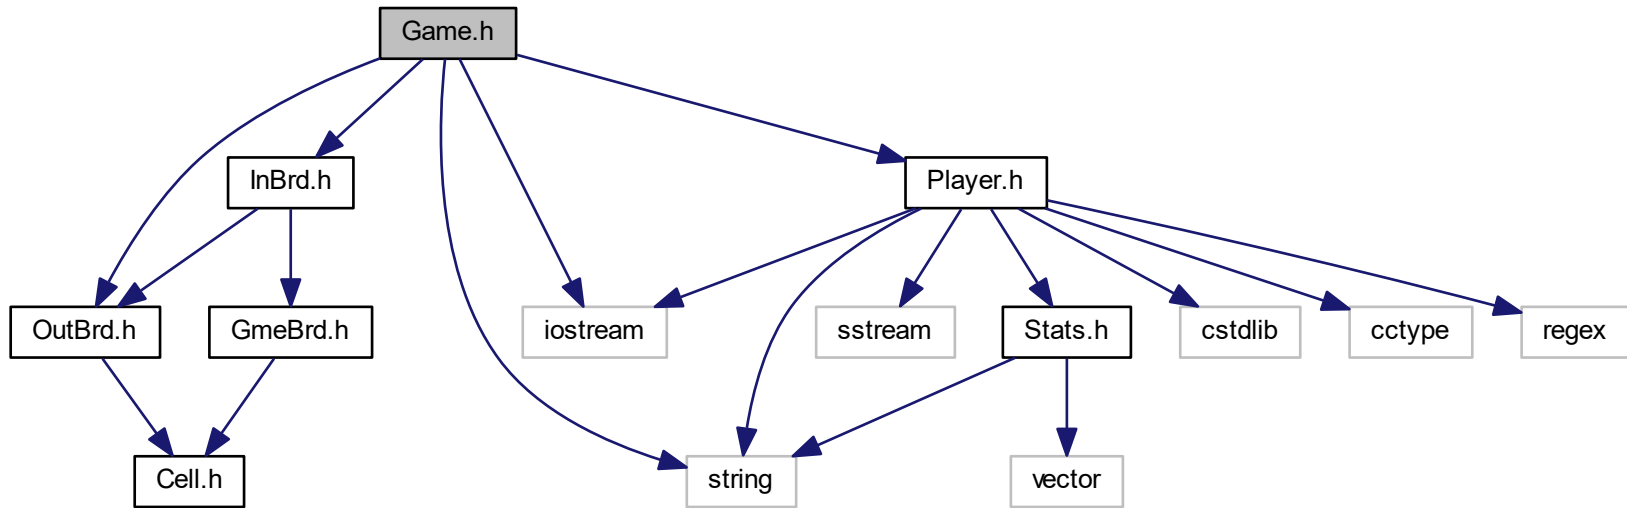 Game.h
InBrd.h
Player.h
OutBrd.h
GmeBrd.h
iostream
sstream
Stats.h
cstdlib
cctype
regex
Cell.h
string
vector